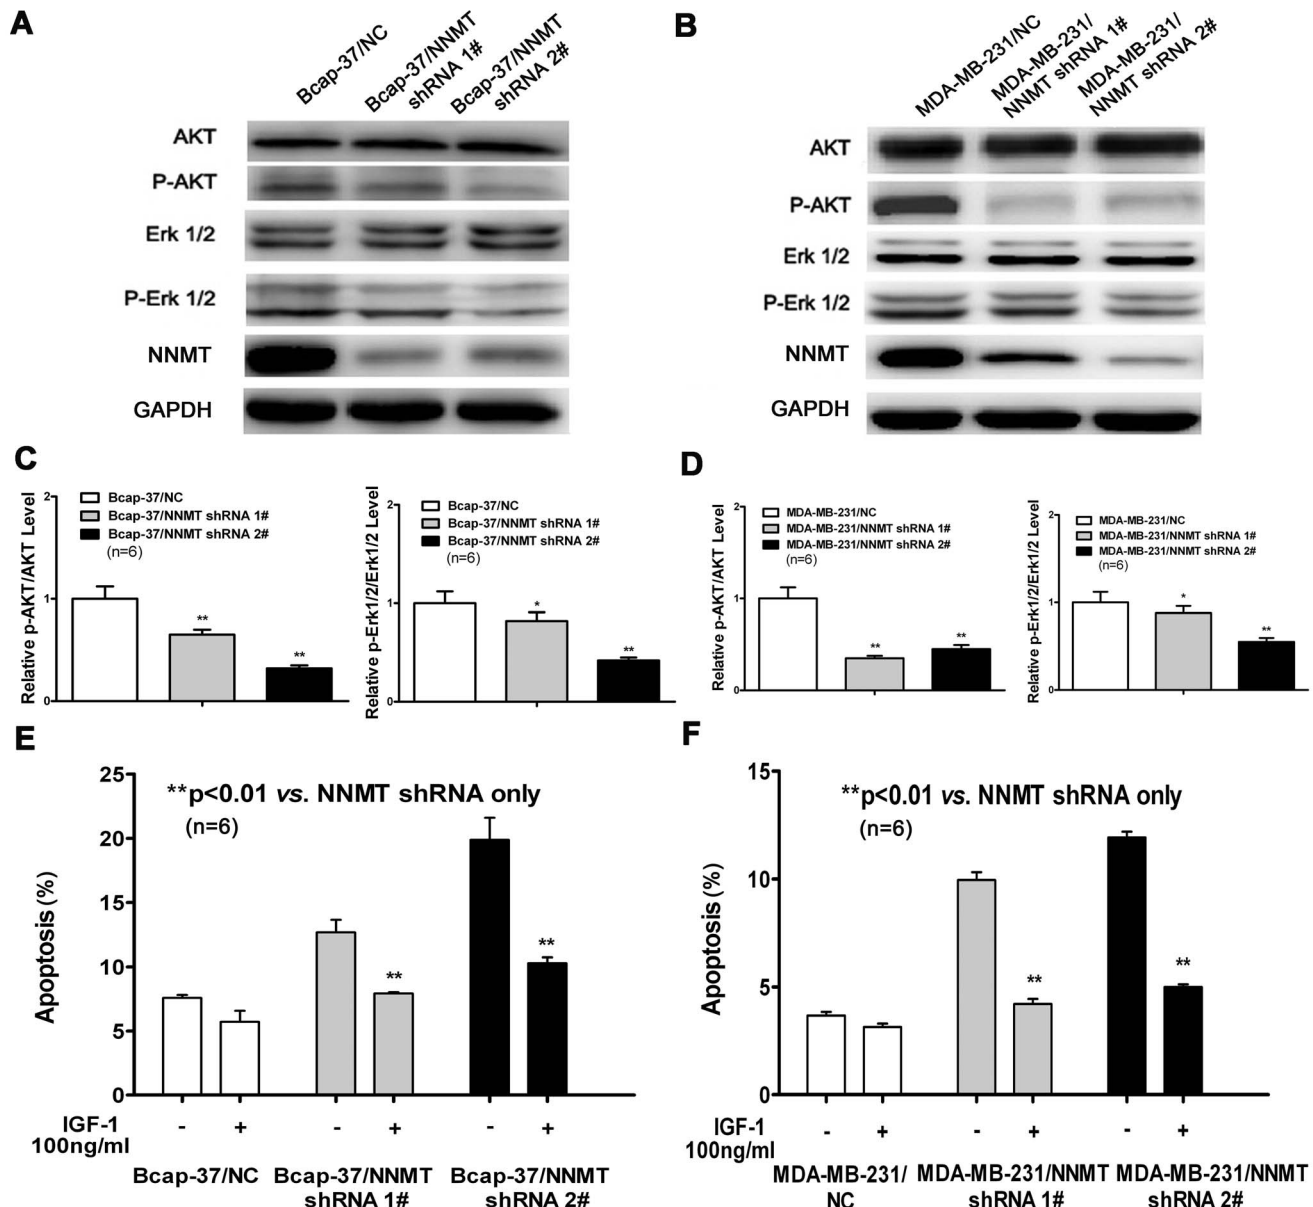 A
Bcap-37/NC
Bcap-37/NNMT
shRNA 1#
Bcap-37/NNMT
shRNA 2#
AKT
P-AKT
Erk 1/2
P-Erk 1/2
NNMT
GAPDH
B
MDA-MB-231/NC
MDA-MB-231/
NNMT shRNA 1#
MDA-MB-231/
NNMT shRNA 2#
AKT
P-AKT
Erk 1/2
P-Erk 1/2
NNMT
GAPDH
C
Relative p-AKT/AKT Level
2
1
0
Bcap-37/NC
Bcap-37/NNMT shRNA 1#
Bcap-37/NNMT shRNA 2#
(n=6)
**
**
Relative p-Erk1/2/Erk1/2 Level
2
1
0
Bcap-37/NC
Bcap-37/NNMT shRNA 1#
Bcap-37/NNMT shRNA 2#
(n=6)
*
**
D
Relative p-AKT/AKT Level
2
1
0
MDA-MB-231/NC
MDA-MB-231/NNMT shRNA 1#
MDA-MB-231/NNMT shRNA 2#
(n=6)
**
**
Relative p-Erk1/2/Erk1/2 Level
2
1
0
MDA-MB-231/NC
MDA-MB-231/NNMT shRNA 1#
MDA-MB-231/NNMT shRNA 2#
(n=6)
*
**
E
Apoptosis (%)
25
20
15
10
5
0
**p<0.01 vs. NNMT shRNA only
(n=6)
**
**
IGF-1
100ng/ml
- + - + - +
Bcap-37/NC
Bcap-37/NNMT
shRNA 1#
Bcap-37/NNMT
shRNA 2#
F
Apoptosis (%)
15
10
5
0
**p<0.01 vs. NNMT shRNA only
(n=6)
**
**
IGF-1
100ng/ml
- + - + - +
MDA-MB-231/
NC
MDA-MB-231/NNMT
shRNA 1#
MDA-MB-231/NNMT
shRNA 2#